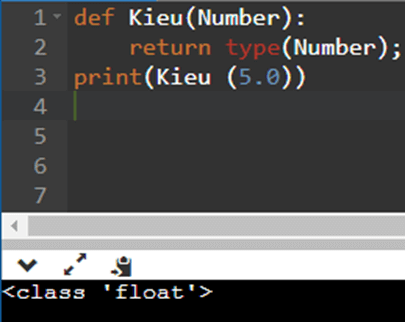 1 def Kieu(Number):
2     return type(Number);
3 print(Kieu (5.0))
4
5
6
7
<class 'float'>